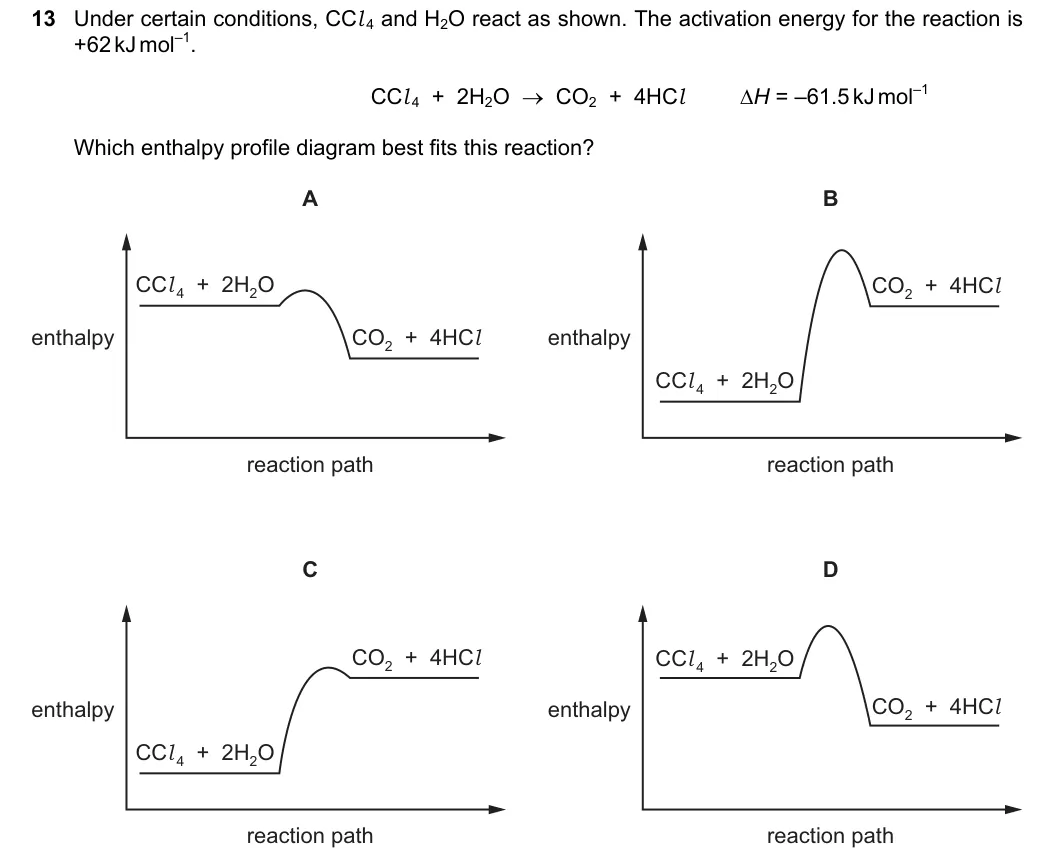 13 Under certain conditions, CCl₄ and H₂O react as shown. The activation energy for the reaction is
+62 kJ mol⁻¹.
CCl₄ + 2H₂O → CO₂ + 4HCl ΔH = –61.5 kJ mol⁻¹
Which enthalpy profile diagram best fits this reaction?
A
enthalpy
CCl₄ + 2H₂O
CO₂ + 4HCl
reaction path
B
enthalpy
CO₂ + 4HCl
CCl₄ + 2H₂O
reaction path
C
enthalpy
CO₂ + 4HCl
CCl₄ + 2H₂O
reaction path
D
enthalpy
CCl₄ + 2H₂O
CO₂ + 4HCl
reaction path